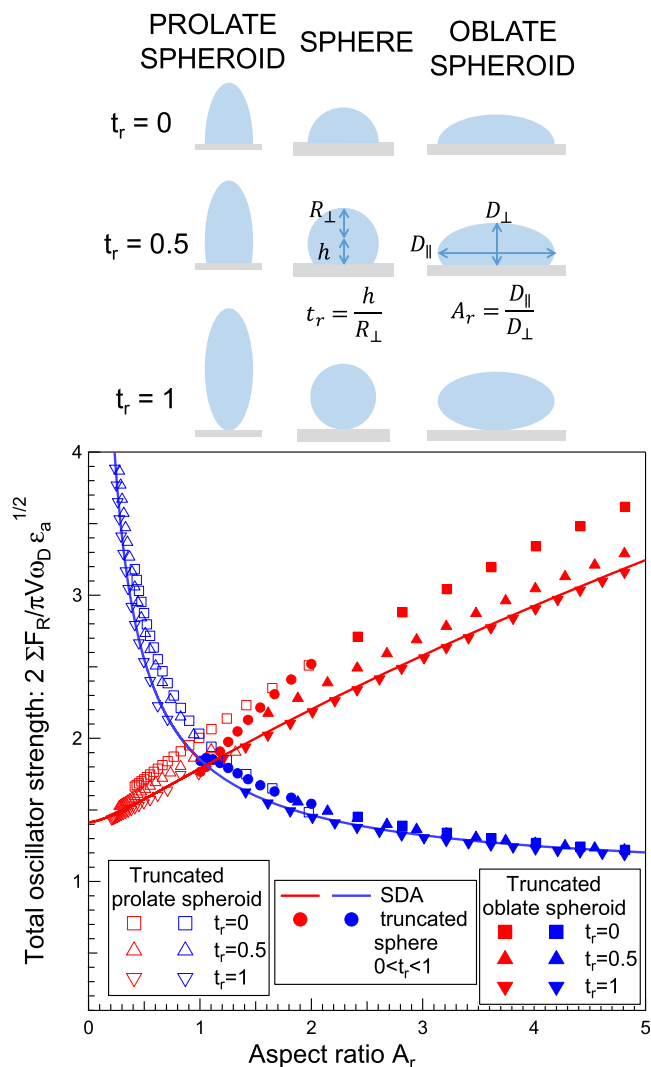 PROLATE SPHEROID
SPHERE
OBLATE SPHEROID
t_r = 0
t_r = 0.5
R_⊥
h
D_⊥
D_∥
t_r = h / R_⊥
A_r = D_∥ / D_⊥
t_r = 1
Total oscillator strength: 2 ΣF_R/πVω_D ε_a^1/2
4
3
2
1
Truncated
prolate spheroid
t_r=0
t_r=0.5
t_r=1
SDA
truncated
sphere
0<t_r<1
Truncated
oblate spheroid
t_r=0
t_r=0.5
t_r=1
0 1 2 3 4 5
Aspect ratio A_r